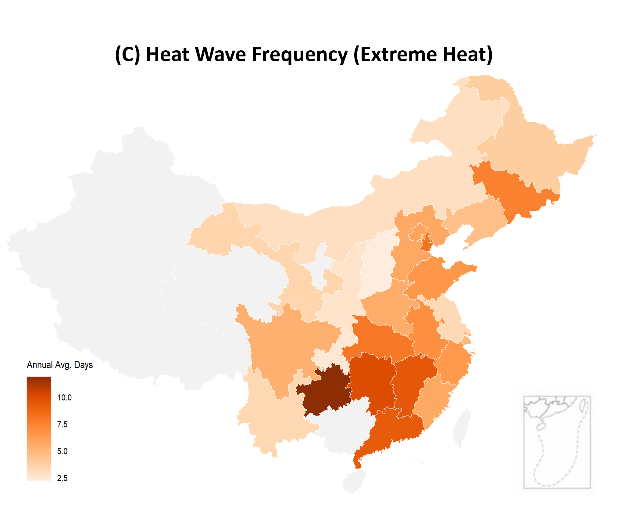 (C) Heat Wave Frequency (Extreme Heat)
Annual Avg. Days
10.0
7.5
5.0
2.5